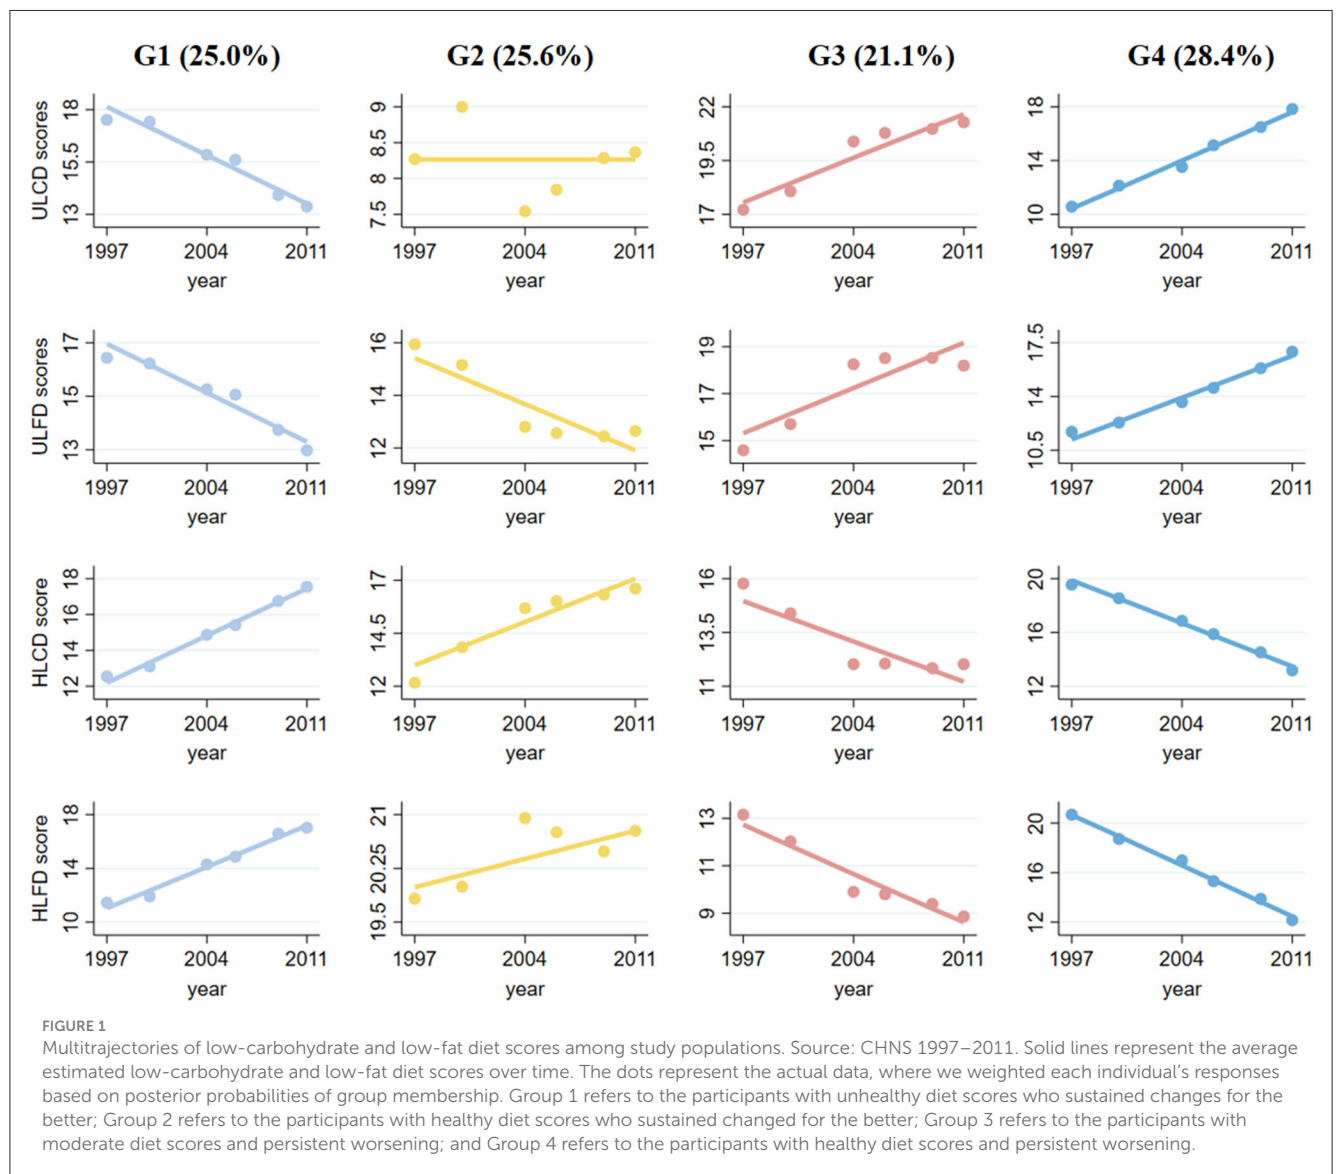 G1 (25.0%) G2 (25.6%) G3 (21.1%) G4 (28.4%)
ULCD scores
18
15.5
13
1997 2004 2011
year
9
8.5
8
7.5
1997 2004 2011
year
22
19.5
17
1997 2004 2011
year
18
14
10
1997 2004 2011
year
ULFD scores
17
15
13
1997 2004 2011
year
16
14
12
1997 2004 2011
year
19
17
15
1997 2004 2011
year
17.5
14
10.5
1997 2004 2011
year
HLCD score
18
16
14
12
1997 2004 2011
year
17
14.5
12
1997 2004 2011
year
16
13.5
11
1997 2004 2011
year
20
16
12
1997 2004 2011
year
HLFD score
18
14
10
1997 2004 2011
year
21
20.25
19.5
1997 2004 2011
year
13
11
9
1997 2004 2011
year
20
16
12
1997 2004 2011
year
FIGURE 1
Multitrajectories of low-carbohydrate and low-fat diet scores among study populations. Source: CHNS 1997–2011. Solid lines represent the average
estimated low-carbohydrate and low-fat diet scores over time. The dots represent the actual data, where we weighted each individual's responses
based on posterior probabilities of group membership. Group 1 refers to the participants with unhealthy diet scores who sustained changes for the
better; Group 2 refers to the participants with healthy diet scores who sustained changed for the better; Group 3 refers to the participants with
moderate diet scores and persistent worsening; and Group 4 refers to the participants with healthy diet scores and persistent worsening.